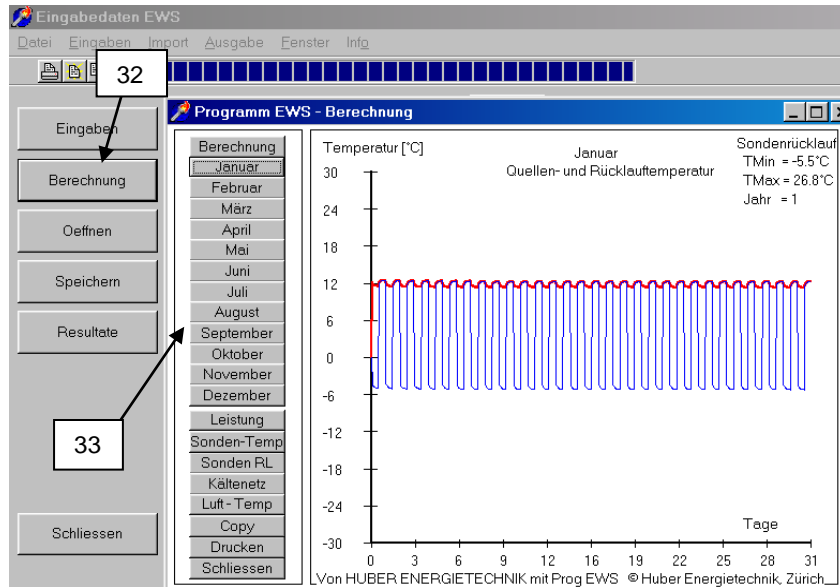 Eingabedaten EWS
Datei Eingaben Import Ausgabe Fenster Info
32
Programm EWS - Berechnung
Eingaben
Berechnung
Oeffnen
Speichern
Resultate
Schliessen
33
Berechnung
Januar
Februar
März
April
Mai
Juni
Juli
August
September
Oktober
November
Dezember
Leistung
Sonden-Temp
Sonden RL
Kältenetz
Luft - Temp
Copy
Drucken
Schliessen
Temperatur [°C]
Januar
Quellen- und Rücklauftemperatur
Sondenrücklauf
TMin = -5.5°C
TMax = 26.8°C
Jahr = 1
30
24
18
12
6
0
-6
-12
-18
-24
-30
Tage
0 3 6 9 12 13 16 19 22 25 28 31
Von HUBER ENERGIETECHNIK mit Prog EWS © Huber Energietechnik, Zürich